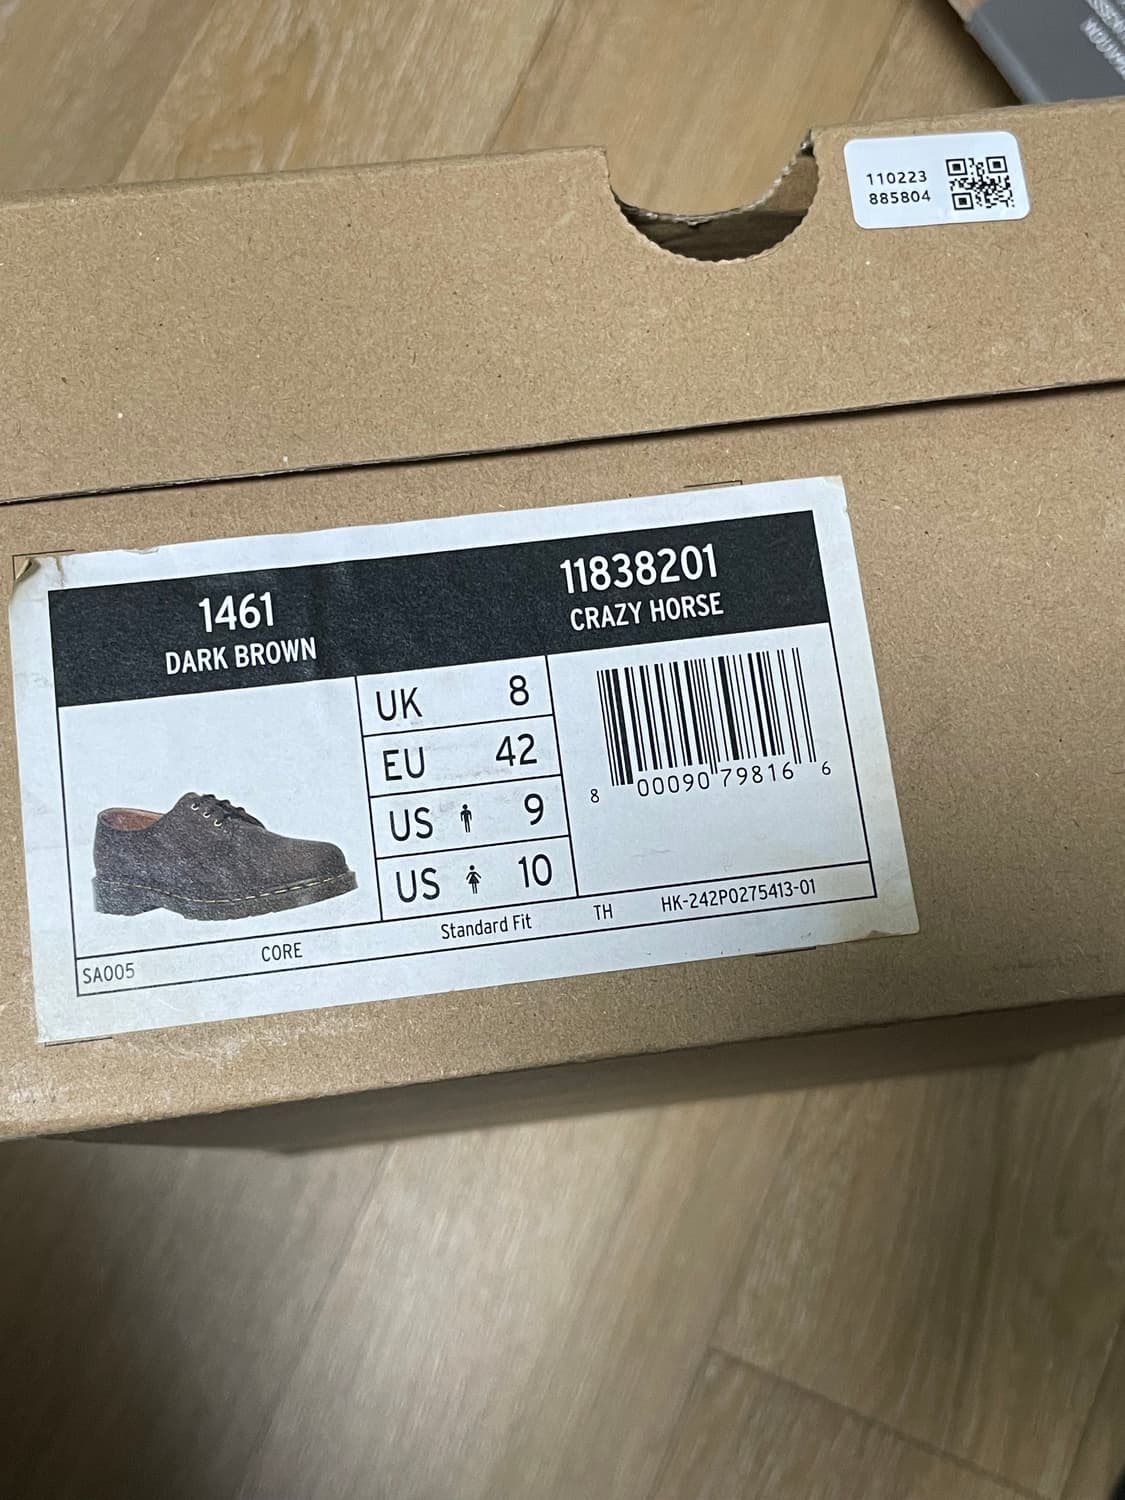 110223
885804
1461
DARK BROWN
11838201
CRAZY HORSE
UK 8
EU 42
US 9
US 10
8 00090 79816 6
SA005 CORE Standard Fit TH HK-242P0275413-01